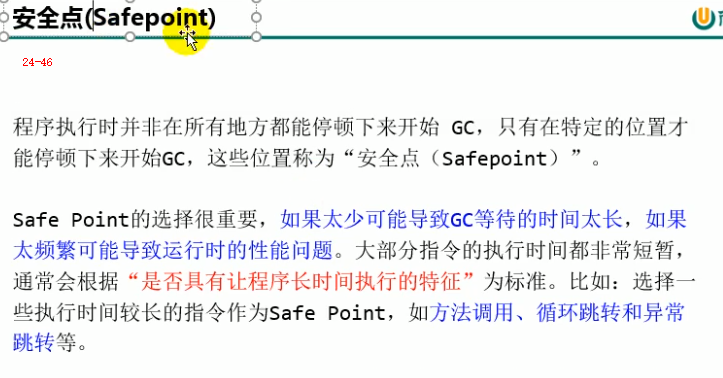 安全点(Safepoint)
24-46
程序执行时并非在所有地方都能停顿下来开始 GC，只有在特定的位置才
能停顿下来开始GC，这些位置称为“安全点（Safepoint）”。
Safe Point的选择很重要，如果太少可能导致GC等待的时间太长，如果
太频繁可能导致运行时的性能问题。大部分指令的执行时间都非常短暂，
通常会根据“是否具有让程序长时间执行的特征”为标准。比如：选择一
些执行时间较长的指令作为Safe Point，如方法调用、循环跳转和异常
跳转等。